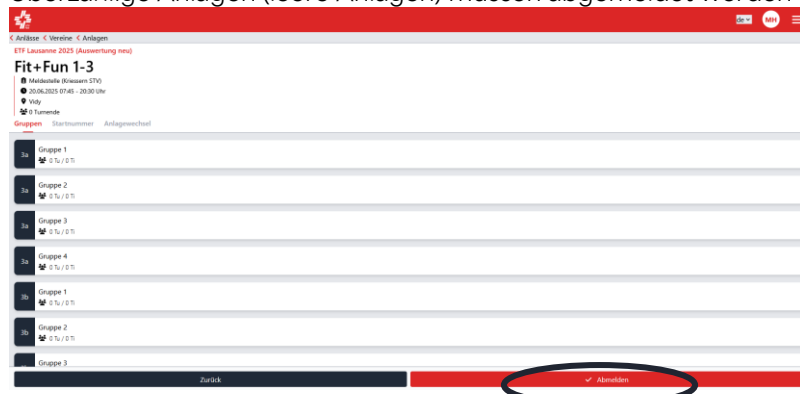 Überzählige Anlagen (leere Anlagen) müssen abgemeldet werden
de
MH
< Anlässe < Vereine < Anlagen
ETF Lausanne 2025 (Auswertung neu)
Fit+Fun 1-3
Meldestelle (Kriessern STV)
20.06.2025 07:45 - 20:30 Uhr
Vidy
0 Turnende
Gruppen Startnummer Anlagewechsel
3a Gruppe 1
0 Tu / 0 Ti
3a Gruppe 2
0 Tu / 0 Ti
3a Gruppe 3
0 Tu / 0 Ti
3a Gruppe 4
0 Tu / 0 Ti
3b Gruppe 1
0 Tu / 0 Ti
3b Gruppe 2
0 Tu / 0 Ti
Gruppe 3
Zurück Abmelden